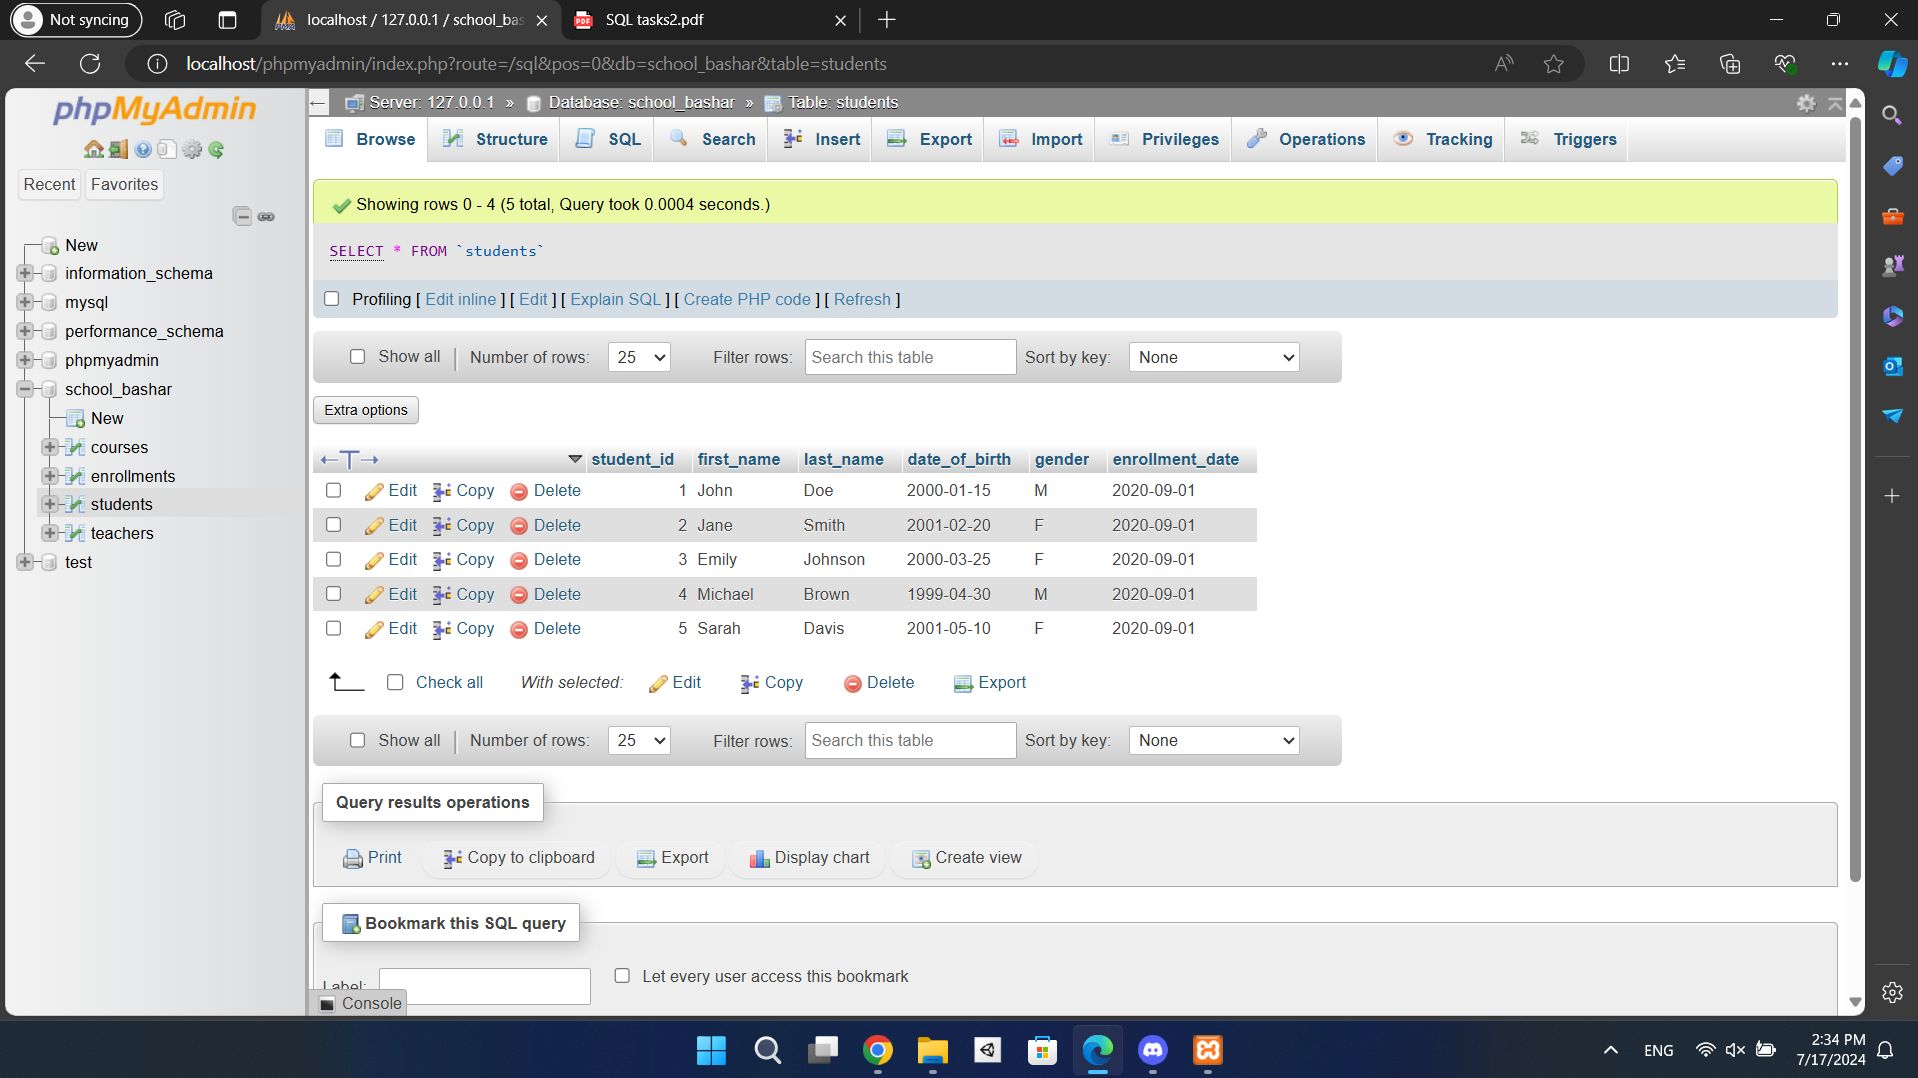 Not syncing
localhost / 127.0.0.1 / school_bas
SQL tasks2.pdf
localhost/phpmyadmin/index.php?route=/sql&pos=0&db=school_bashar&table=students
phpMyAdmin
Recent
Favorites
New
information_schema
mysql
performance_schema
phpmyadmin
school_bashar
New
courses
enrollments
students
teachers
test
Server: 127.0.0.1 » Database: school_bashar » Table: students
Browse Structure SQL Search Insert Export Import Privileges Operations Tracking Triggers
Showing rows 0 - 4 (5 total, Query took 0.0004 seconds.)
SELECT * FROM `students`
Profiling [ Edit inline ] [ Edit ] [ Explain SQL ] [ Create PHP code ] [ Refresh ]
Show all | Number of rows: 25 Filter rows: Search this table Sort by key: None
Extra options
student_id first_name last_name date_of_birth gender enrollment_date
Edit Copy Delete 1 John Doe 2000-01-15 M 2020-09-01
Edit Copy Delete 2 Jane Smith 2001-02-20 F 2020-09-01
Edit Copy Delete 3 Emily Johnson 2000-03-25 F 2020-09-01
Edit Copy Delete 4 Michael Brown 1999-04-30 M 2020-09-01
Edit Copy Delete 5 Sarah Davis 2001-05-10 F 2020-09-01
Check all With selected: Edit Copy Delete Export
Show all | Number of rows: 25 Filter rows: Search this table Sort by key: None
Query results operations
Print Copy to clipboard Export Display chart Create view
Bookmark this SQL query
Label: Let every user access this bookmark
Console
ENG
2:34 PM
7/17/2024